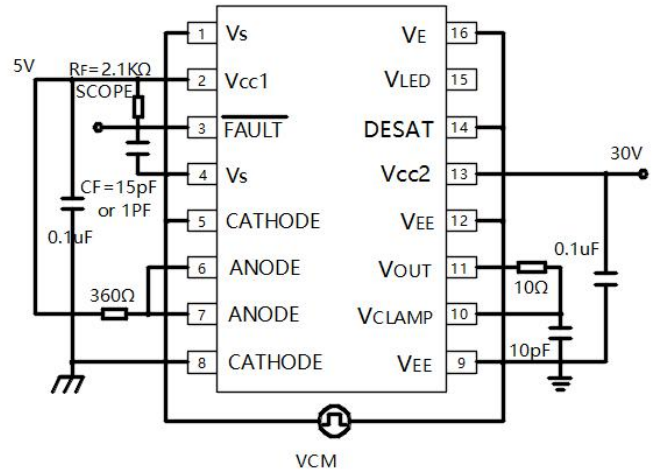 1 Vs VE 16
5V RF=2.1KΩ 2 Vcc1 VLED 15
SCOPE
3 FAULT DESAT 14
4 Vs Vcc2 13 30V
CF=15pF
or 1PF
5 CATHODE VEE 12
0.1uF 0.1uF
6 ANODE VOUT 11
10Ω
360Ω
7 ANODE VCLAMP 10
10pF
8 CATHODE VEE 9
VCM